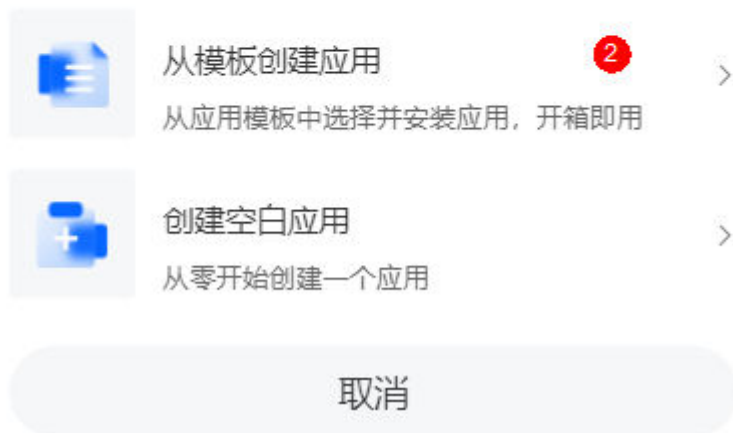 从模板创建应用
2
从应用模板中选择并安装应用，开箱即用
创建空白应用
从零开始创建一个应用
取消